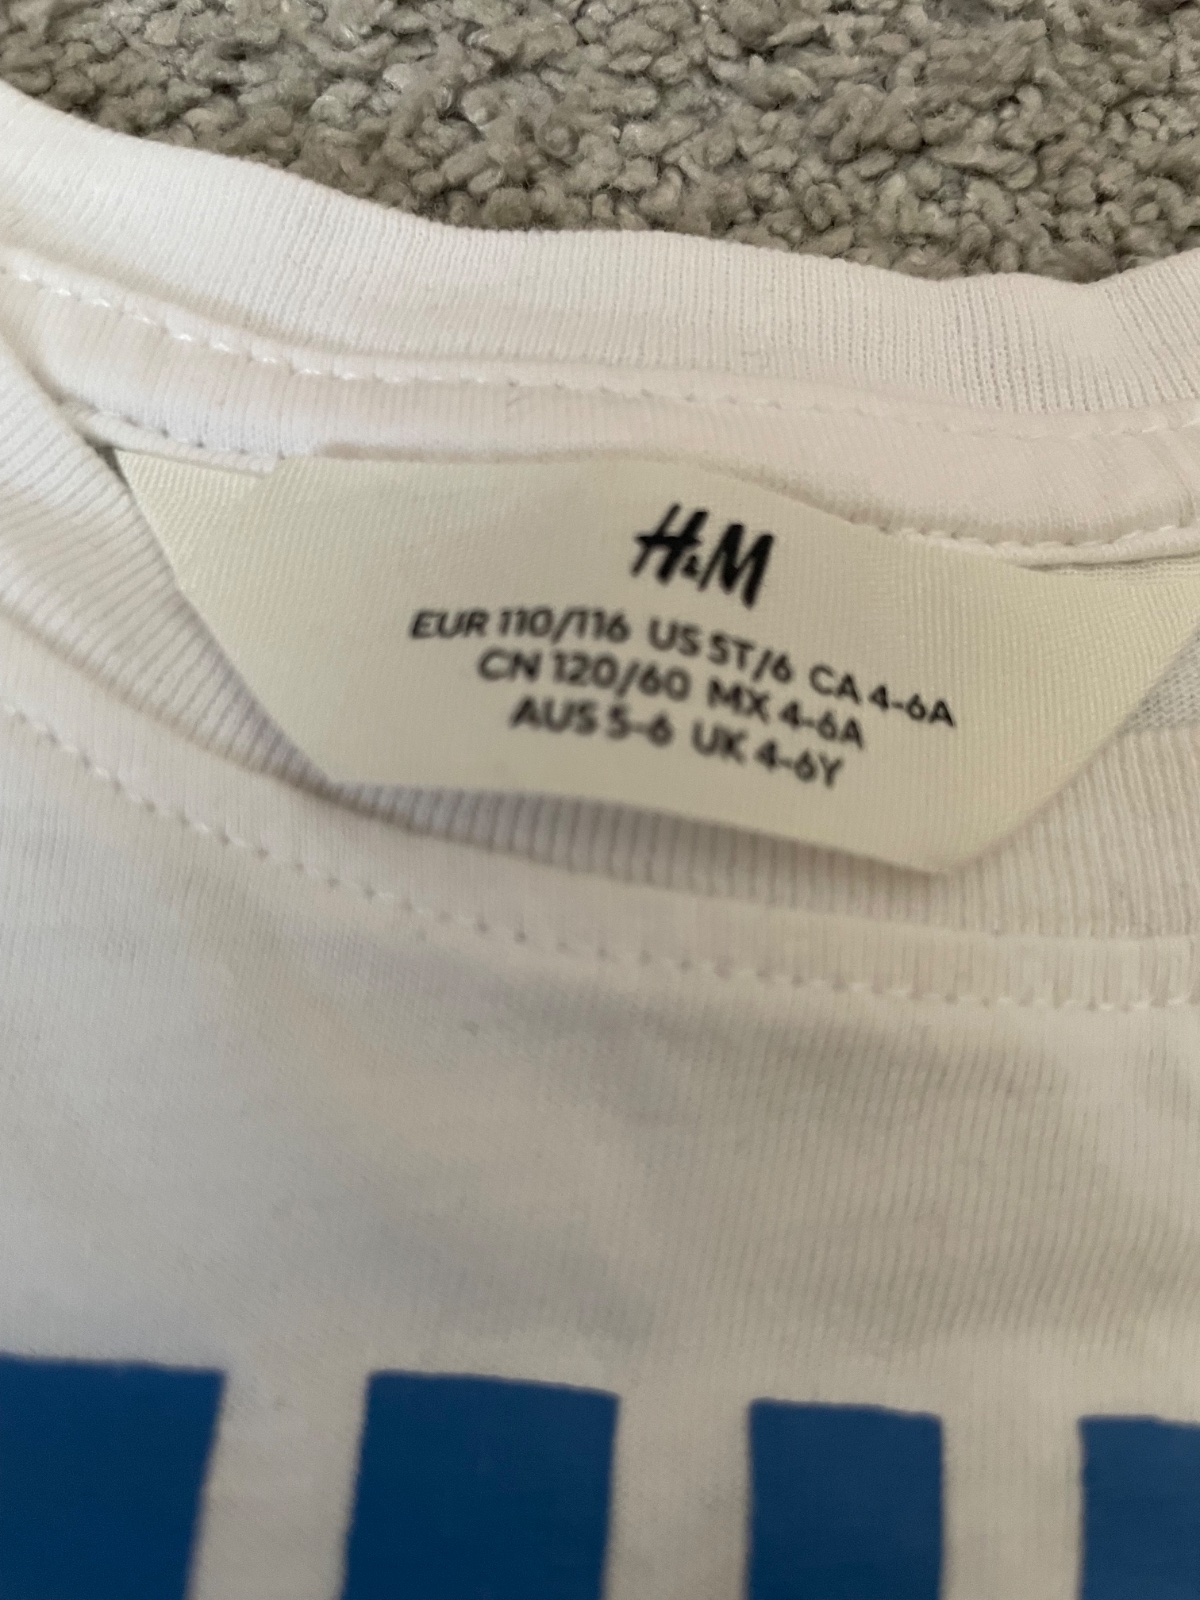 H&M
EUR 110/116 US 5T/6 CA 4-6A
CN 120/60 MX 4-6A
AUS 5-6 UK 4-6Y